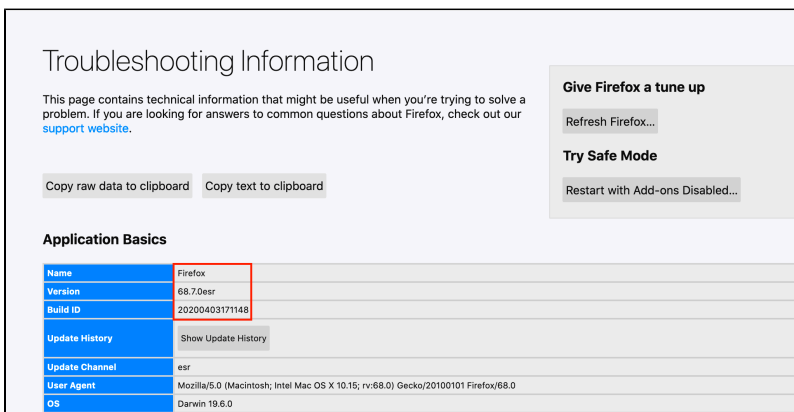 Troubleshooting Information
This page contains technical information that might be useful when you’re trying to solve a
problem. If you are looking for answers to common questions about Firefox, check out our
support website.
Copy raw data to clipboard
Copy text to clipboard
Give Firefox a tune up
Refresh Firefox...
Try Safe Mode
Restart with Add-ons Disabled...
Application Basics
Name Firefox
Version 68.7.0esr
Build ID 20200403171148
Update History Show Update History
Update Channel esr
User Agent Mozilla/5.0 (Macintosh; Intel Mac OS X 10.15; rv:68.0) Gecko/20100101 Firefox/68.0
OS Darwin 19.6.0